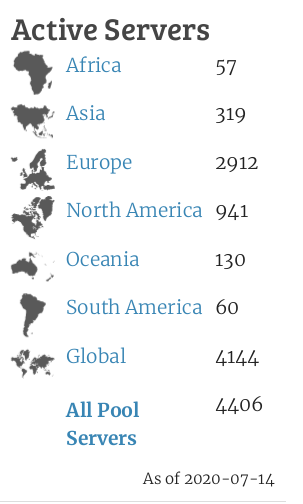 Active Servers
Africa 57
Asia 319
Europe 2912
North America 941
Oceania 130
South America 60
Global 4144
All Pool 4406
Servers
As of 2020-07-14